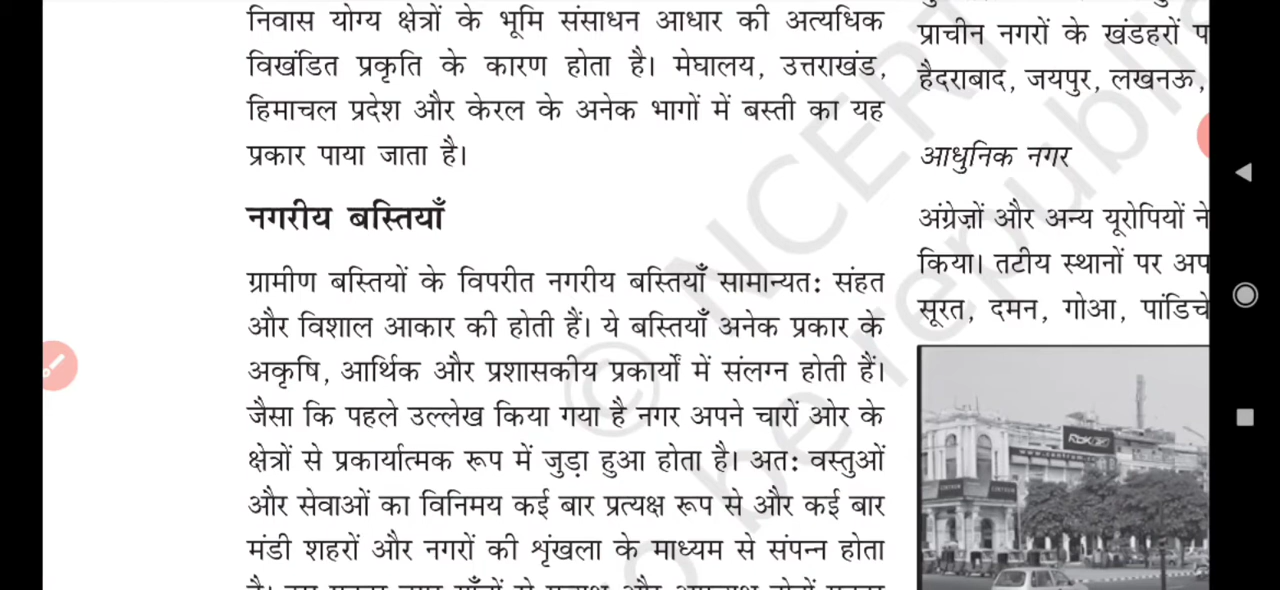 निवास योग्य क्षेत्रों के भूमि संसाधन आधार की अत्यधिक
विखंडित प्रकृति के कारण होता है। मेघालय, उत्तराखंड,
हिमाचल प्रदेश और केरल के अनेक भागों में बस्ती का यह
प्रकार पाया जाता है।
नगरीय बस्तियाँ
ग्रामीण बस्तियों के विपरीत नगरीय बस्तियाँ सामान्यत: संहत
और विशाल आकार की होती हैं। ये बस्तियाँ अनेक प्रकार के
अकृषि, आर्थिक और प्रशासकीय प्रकार्यों में संलग्न होती हैं।
जैसा कि पहले उल्लेख किया गया है नगर अपने चारों ओर के
क्षेत्रों से प्रकार्यात्मक रूप में जुड़ा हुआ होता है। अत: वस्तुओं
और सेवाओं का विनिमय कई बार प्रत्यक्ष रूप से और कई बार
मंडी शहरों और नगरों की शृंखला के माध्यम से संपन्न होता
प्राचीन नगरों के खंडहरों प
हैदराबाद, जयपुर, लखनऊ,
आधुनिक नगर
अंग्रेज़ों और अन्य यूरोपियों ने
किया। तटीय स्थानों पर अप
सूरत, दमन, गोआ, पांडिचे
© NCERT
be republi